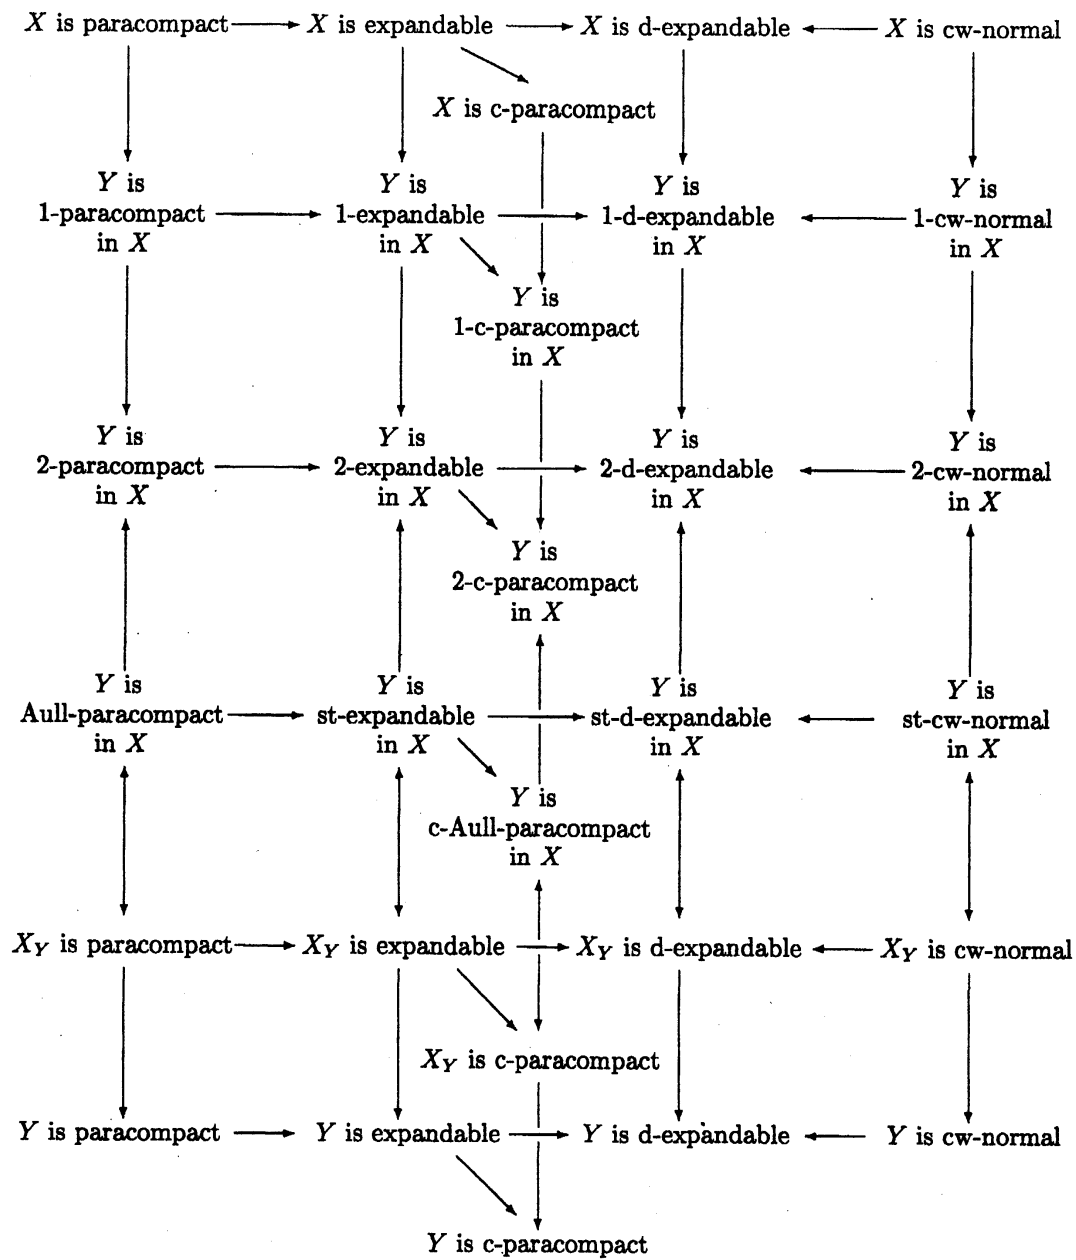 X is paracompact
X is expandable
X is d-expandable
X is cw-normal
X is c-paracompact
Y is
1-paracompact
in X
Y is
1-expandable
in X
Y is
1-d-expandable
in X
Y is
1-cw-normal
in X
Y is
1-c-paracompact
in X
Y is
2-paracompact
in X
Y is
2-expandable
in X
Y is
2-d-expandable
in X
Y is
2-cw-normal
in X
Y is
2-c-paracompact
in X
Y is
Aull-paracompact
in X
Y is
st-expandable
in X
Y is
st-d-expandable
in X
Y is
st-cw-normal
in X
Y is
c-Aull-paracompact
in X
X_Y is paracompact
X_Y is expandable
X_Y is d-expandable
X_Y is cw-normal
X_Y is c-paracompact
Y is paracompact
Y is expandable
Y is d-expandable
Y is cw-normal
Y is c-paracompact